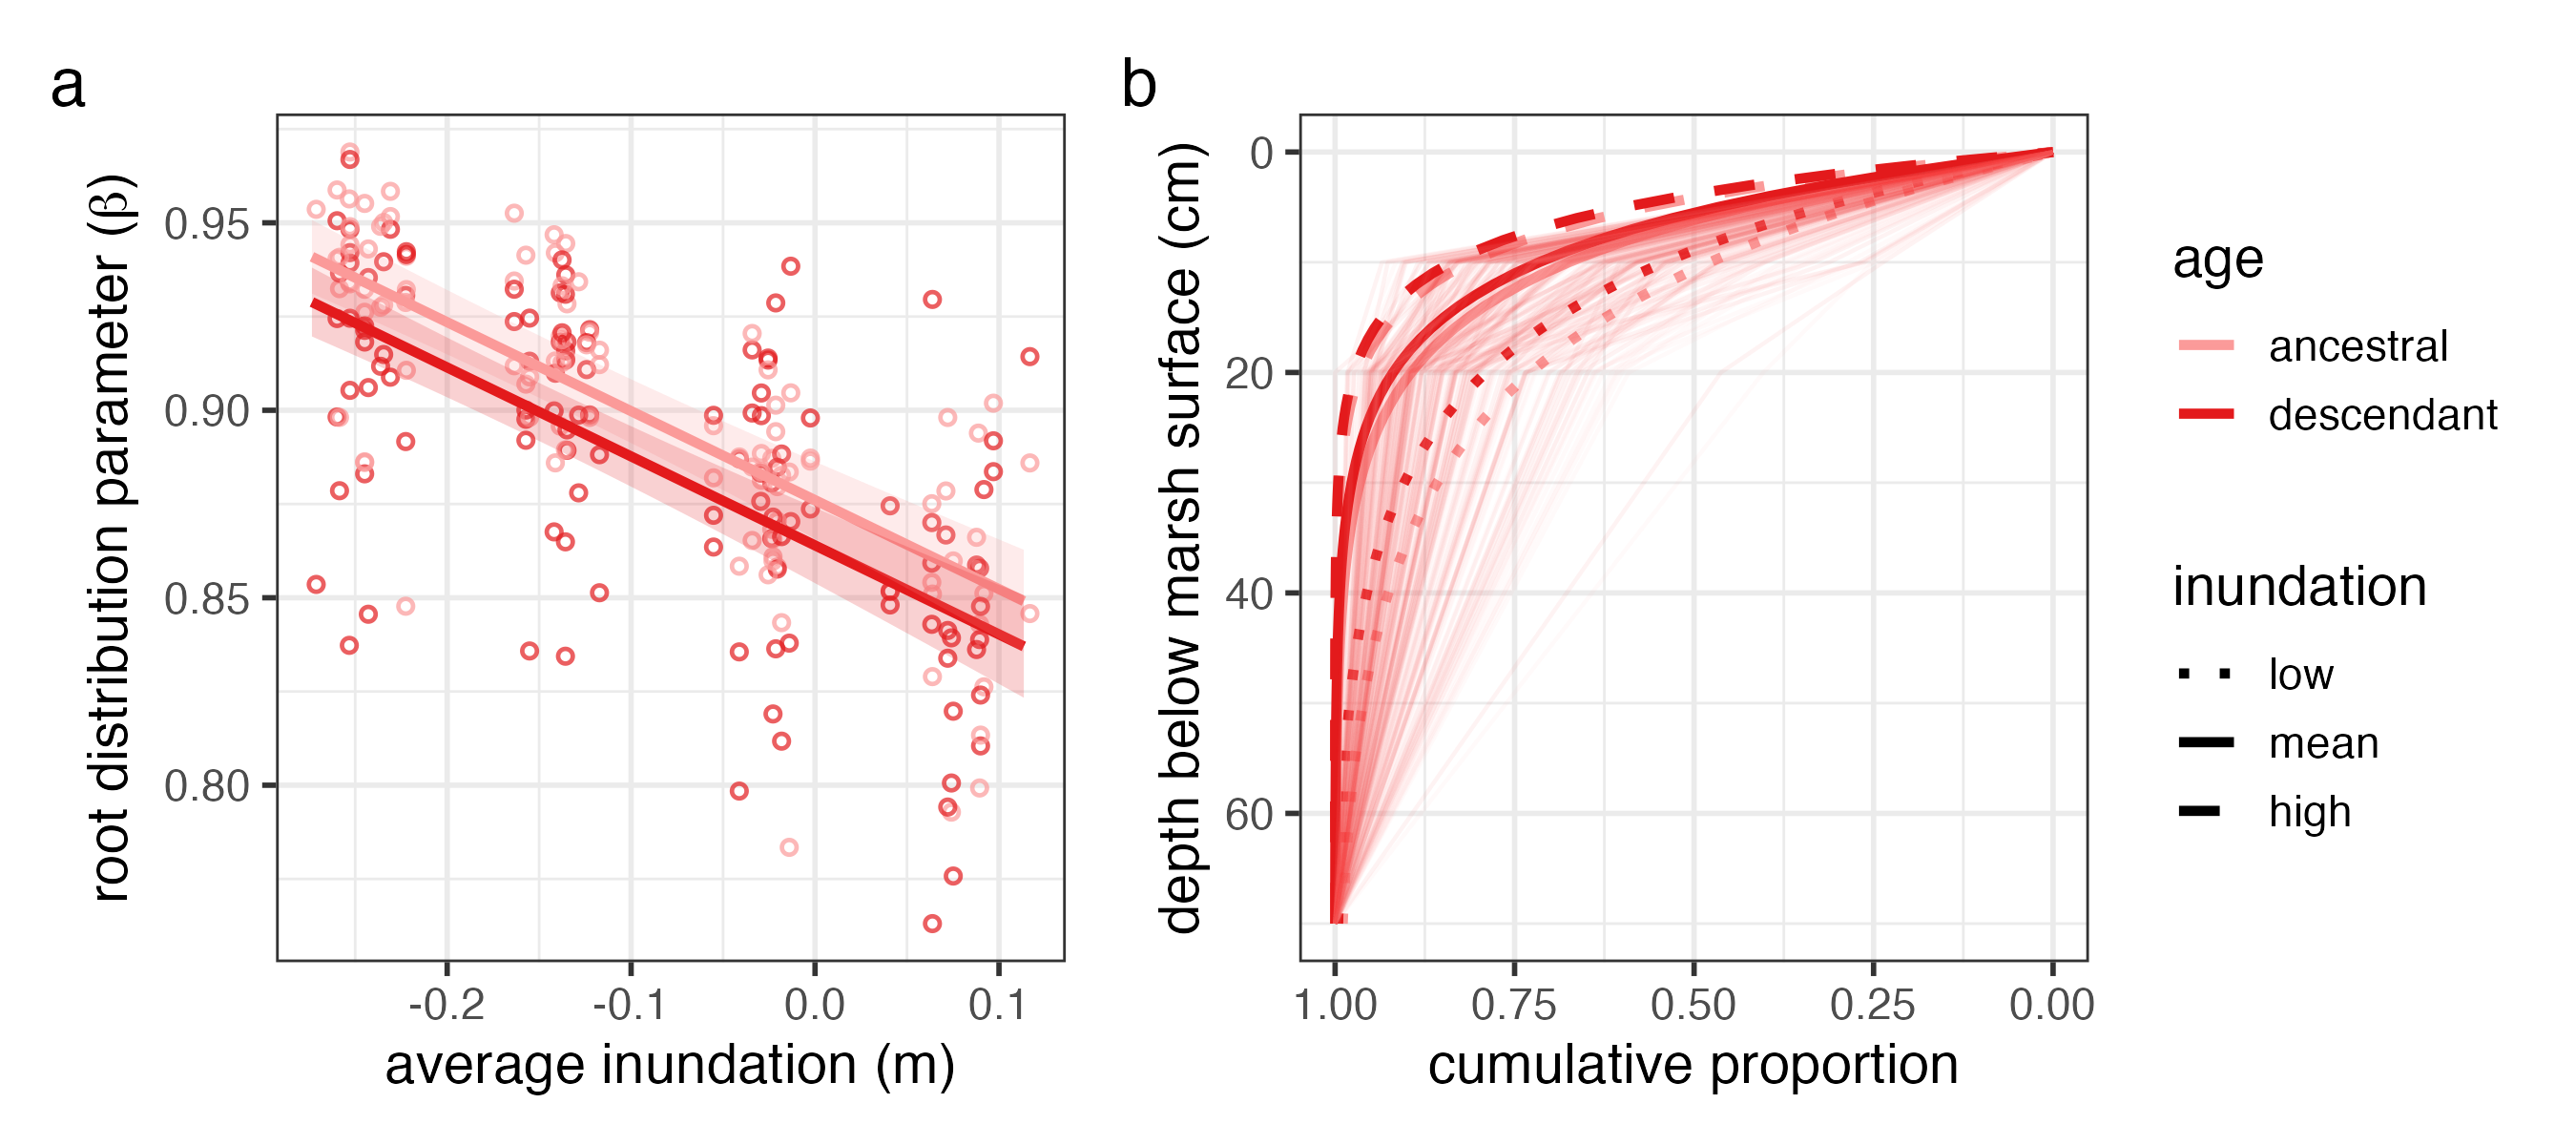 a
root distribution parameter (β)
0.95
0.90
0.85
0.80
-0.2 -0.1 0.0 0.1
average inundation (m)
b
depth below marsh surface (cm)
0
20
40
60
1.00 0.75 0.50 0.25 0.00
cumulative proportion
age
ancestral
descendant
inundation
low
mean
high